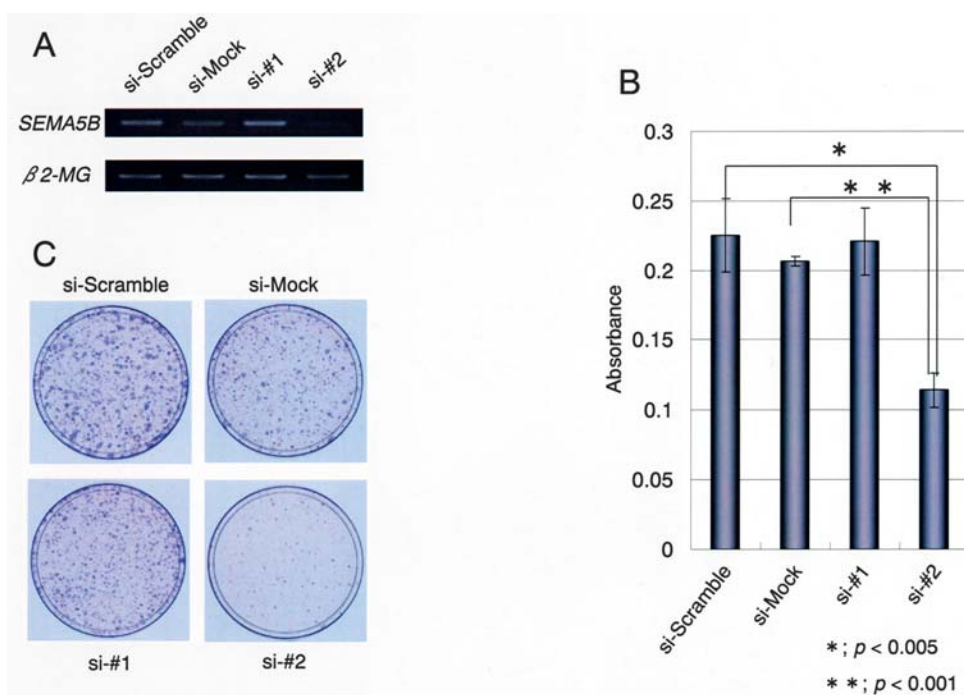 A
si-Scramble
si-Mock
si-#1
si-#2
SEMA5B
β2-MG
B
0.3
0.25
0.2
0.15
0.1
0.05
0
Absorbance
*
* *
si-Scramble
si-Mock
si-#1
si-#2
*; p < 0.005
* *; p < 0.001
C
si-Scramble
si-Mock
si-#1
si-#2